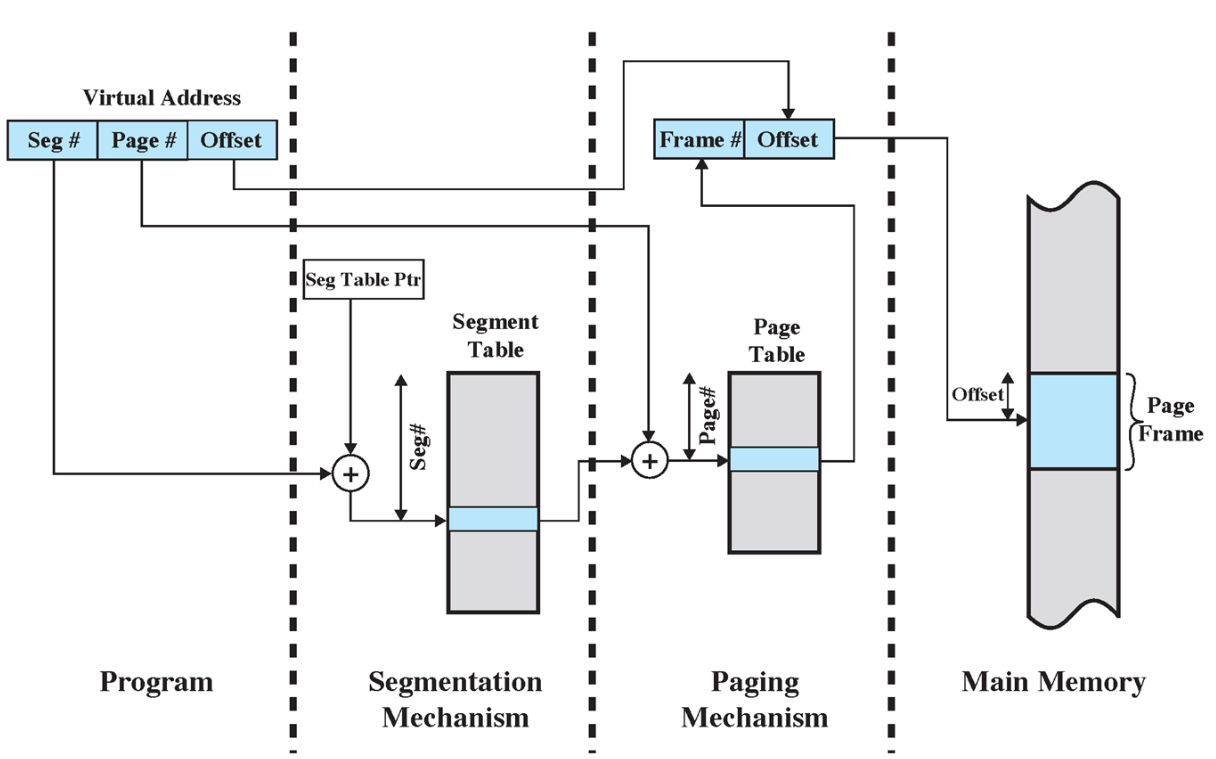 Virtual Address
Seg #
Page #
Offset
Frame #
Offset
Seg Table Ptr
Segment
Table
Page
Table
Seg#
Page#
Offset
Page
Frame
+
+
Program
Segmentation
Mechanism
Paging
Mechanism
Main Memory